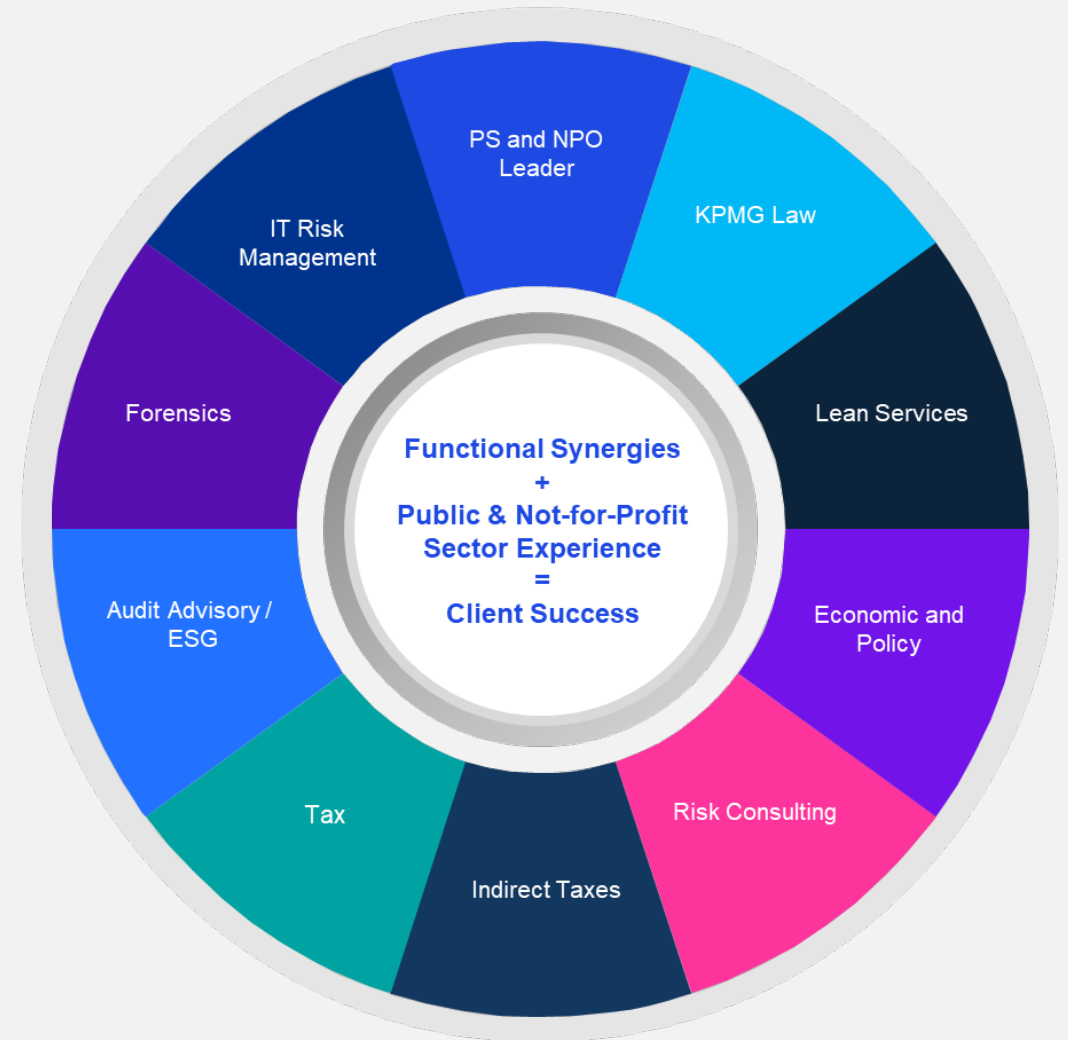 PS and NPO
Leader
KPMG Law
Lean Services
Economic and
Policy
Risk Consulting
Indirect Taxes
Tax
Audit Advisory /
ESG
Forensics
IT Risk
Management
Functional Synergies
+
Public & Not-for-Profit
Sector Experience
=
Client Success